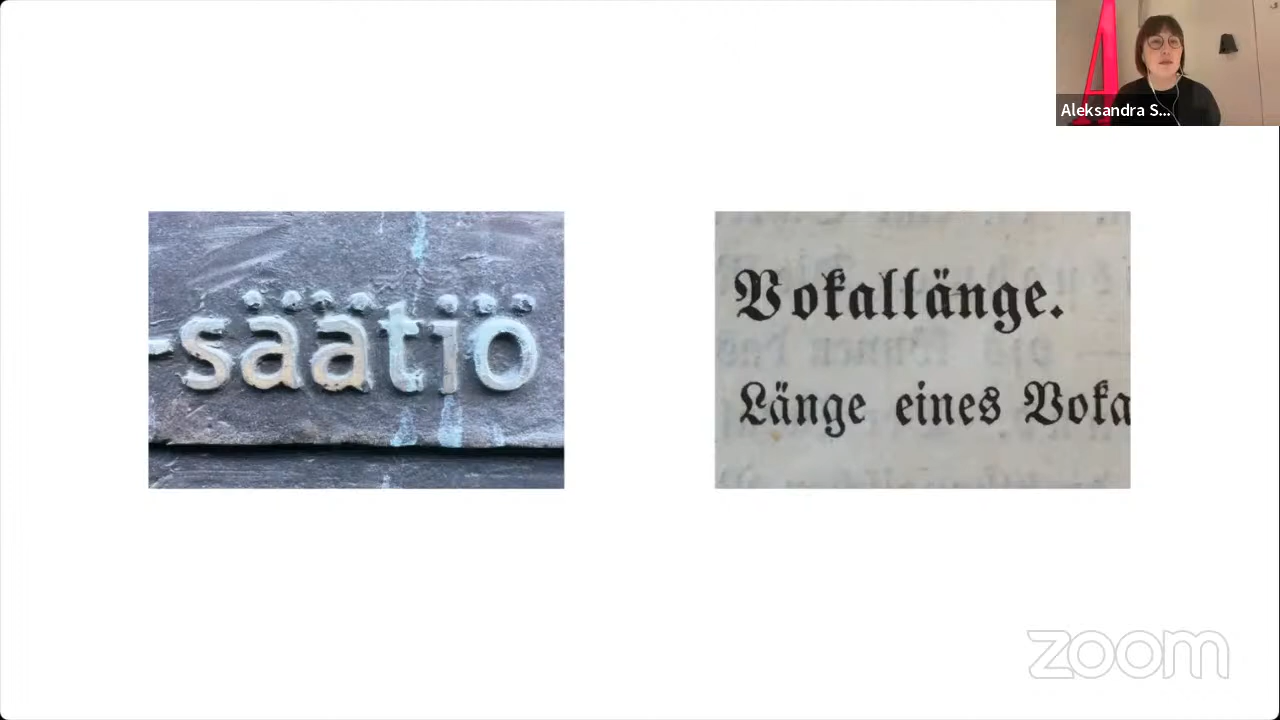 Aleksandra S...
-säätiö
Vokallänge.
Länge eines Voka
zoom